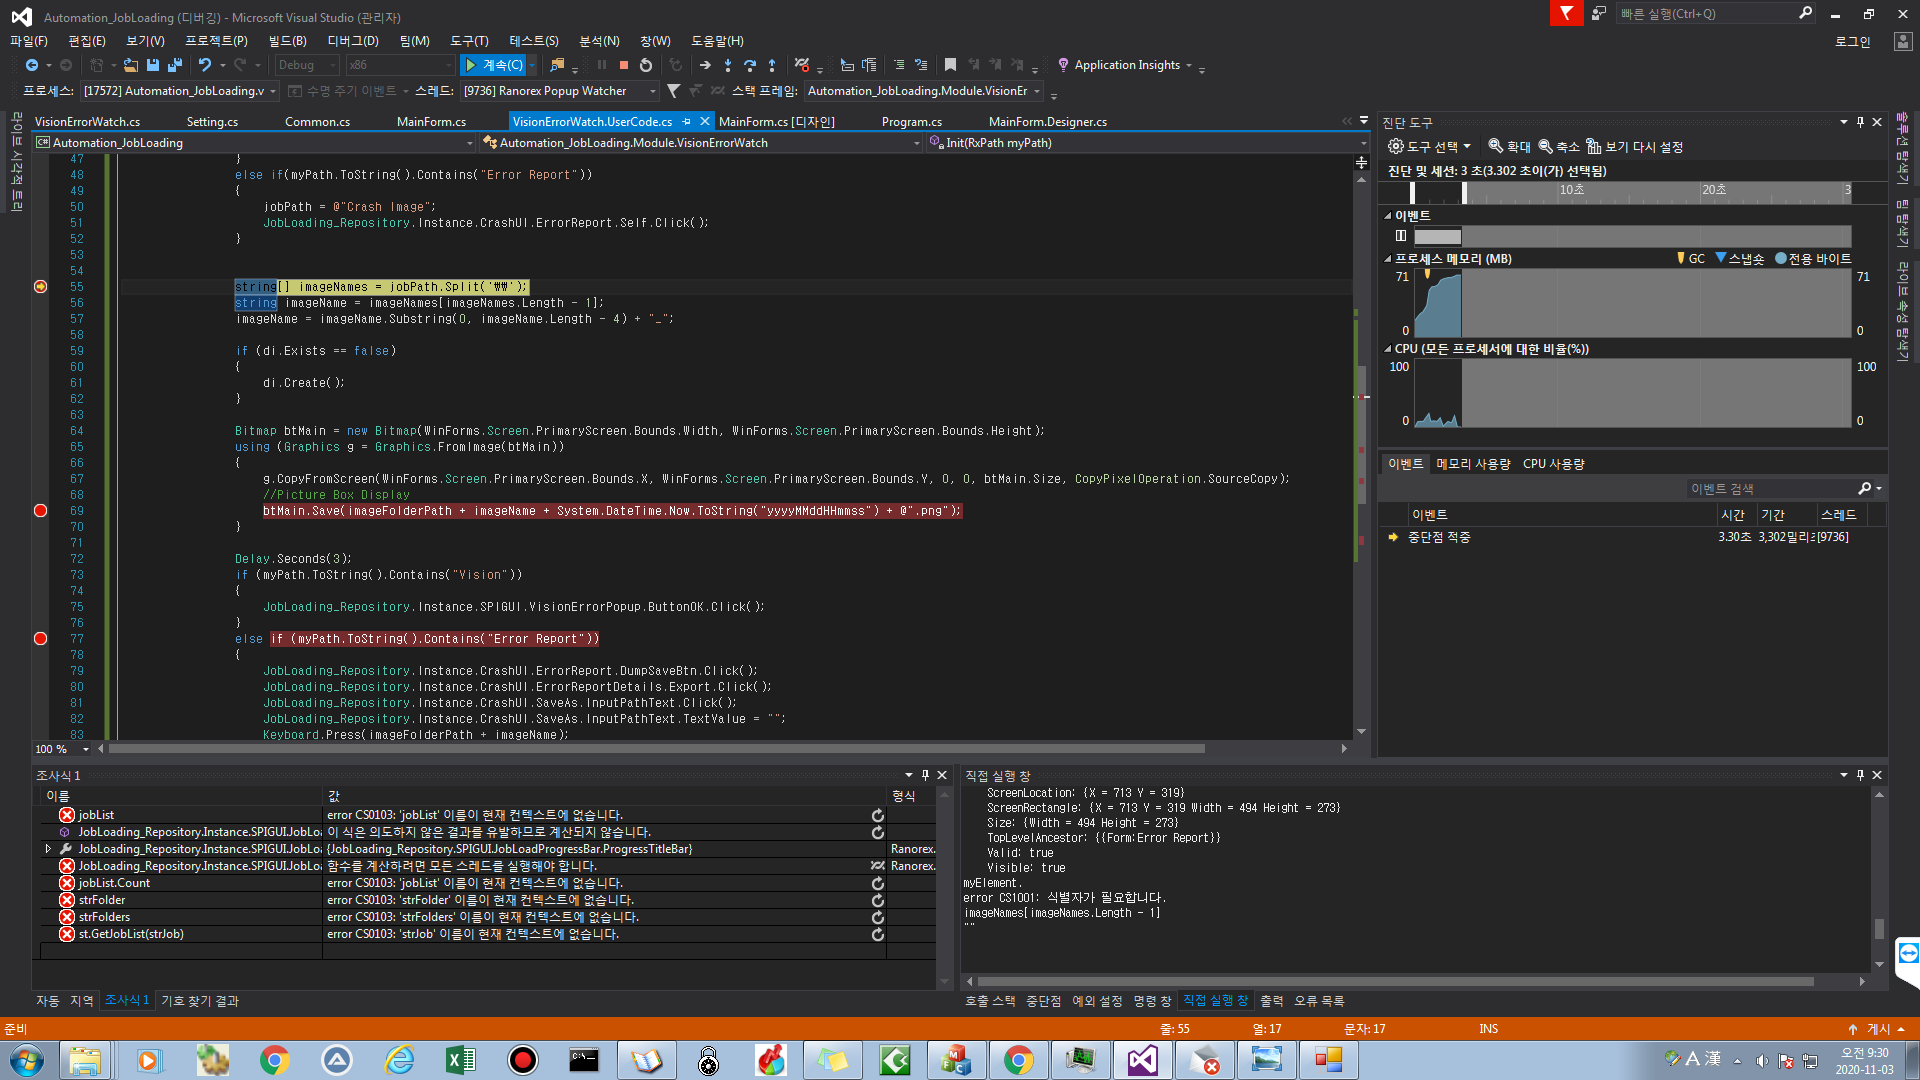 Automation_JobLoading (디버깅) - Microsoft Visual Studio (관리자)
빠른 실행(Ctrl+Q)
파일(F) 편집(E) 보기(V) 프로젝트(P) 빌드(B) 디버그(D) 팀(M) 도구(T) 테스트(S) 분석(N) 창(W) 도움말(H)
로그인
Debug x86 계속(C) Application Insights
프로세스: [17572] Automation_JobLoading.v 수명 주기 이벤트 스레드: [9736] Ranorex Popup Watcher 스택 프레임: Automation_JobLoading.Module.VisionEr
라이브 시각적 트리
VisionErrorWatch.cs Setting.cs Common.cs MainForm.cs VisionErrorWatch.UserCode.cs MainForm.cs [디자인] Program.cs MainForm.Designer.cs
Automation_JobLoading Automation_JobLoading.Module.VisionErrorWatch Init(RxPath myPath)
47 }
48 else if(myPath.ToString().Contains("Error Report"))
49 {
50 jobPath = @"Crash Image";
51 JobLoading_Repository.Instance.CrashUI.ErrorReport.Self.Click();
52 }
53
54
55 string[] imageNames = jobPath.Split('₩₩');
56 string imageName = imageNames[imageNames.Length - 1];
57 imageName = imageName.Substring(0, imageName.Length - 4) + "_";
58
59 if (di.Exists == false)
60 {
61 di.Create();
62 }
63
64 Bitmap btMain = new Bitmap(WinForms.Screen.PrimaryScreen.Bounds.Width, WinForms.Screen.PrimaryScreen.Bounds.Height);
65 using (Graphics g = Graphics.FromImage(btMain))
66 {
67 g.CopyFromScreen(WinForms.Screen.PrimaryScreen.Bounds.X, WinForms.Screen.PrimaryScreen.Bounds.Y, 0, 0, btMain.Size, CopyPixelOperation.SourceCopy);
68 //Picture Box Display
69 btMain.Save(imageFolderPath + imageName + System.DateTime.Now.ToString("yyyyMMddHHmmss") + @".png");
70 }
71
72 Delay.Seconds(3);
73 if (myPath.ToString().Contains("Vision"))
74 {
75 JobLoading_Repository.Instance.SPIGUI.VisionErrorPopup.ButtonOK.Click();
76 }
77 else if (myPath.ToString().Contains("Error Report"))
78 {
79 JobLoading_Repository.Instance.CrashUI.ErrorReport.DumpSaveBtn.Click();
80 JobLoading_Repository.Instance.CrashUI.ErrorReportDetails.Export.Click();
81 JobLoading_Repository.Instance.CrashUI.SaveAs.InputPathText.Click();
82 JobLoading_Repository.Instance.CrashUI.SaveAs.InputPathText.TextValue = "";
83 Keyboard.Press(imageFolderPath + imageName);
100 %
진단 도구
도구 선택 확대 축소 보기 다시 설정
진단 및 세션: 3 초(3.302 초이(가) 선택됨)
10초 20초 3
이벤트
프로세스 메모리 (MB) GC 스냅숏 전용 바이트
71 71
0 0
CPU (모든 프로세서에 대한 비율(%))
100 100
0 0
이벤트 메모리 사용량 CPU 사용량
이벤트 검색
이벤트 시간 기간 스레드
중단점 적중 3.30초 3,302밀리초 [9736]
솔루션 탐색기
팀 탐색기
라이브 속성 탐색기
조사식 1
이름 값 형식
jobList error CS0103: 'jobList' 이름이 현재 컨텍스트에 없습니다.
JobLoading_Repository.Instance.SPIGUI.JobLoa 이 식은 의도하지 않은 결과를 유발하므로 계산되지 않습니다.
JobLoading_Repository.Instance.SPIGUI.JobLoa {JobLoading_Repository.SPIGUI.JobLoadProgressBar.ProgressTitleBar} Ranorex.
JobLoading_Repository.Instance.SPIGUI.JobLoa 함수를 계산하려면 모든 스레드를 실행해야 합니다. Ranorex.
jobList.Count error CS0103: 'jobList' 이름이 현재 컨텍스트에 없습니다.
strFolder error CS0103: 'strFolder' 이름이 현재 컨텍스트에 없습니다.
strFolders error CS0103: 'strFolders' 이름이 현재 컨텍스트에 없습니다.
st.GetJobList(strJob) error CS0103: 'strJob' 이름이 현재 컨텍스트에 없습니다.
자동 지역 조사식 1 기호 찾기 결과
직접 실행 창
ScreenLocation: {X = 713 Y = 319}
ScreenRectangle: {X = 713 Y = 319 Width = 494 Height = 273}
Size: {Width = 494 Height = 273}
TopLevelAncestor: {{Form:Error Report}}
Valid: true
Visible: true
myElement.
error CS1001: 식별자가 필요합니다.
imageNames[imageNames.Length - 1]
""
호출 스택 중단점 예외 설정 명령 창 직접 실행 창 출력 오류 목록
준비 줄: 55 열: 17 문자: 17 INS 게시
A 漢
오전 9:30
2020-11-03